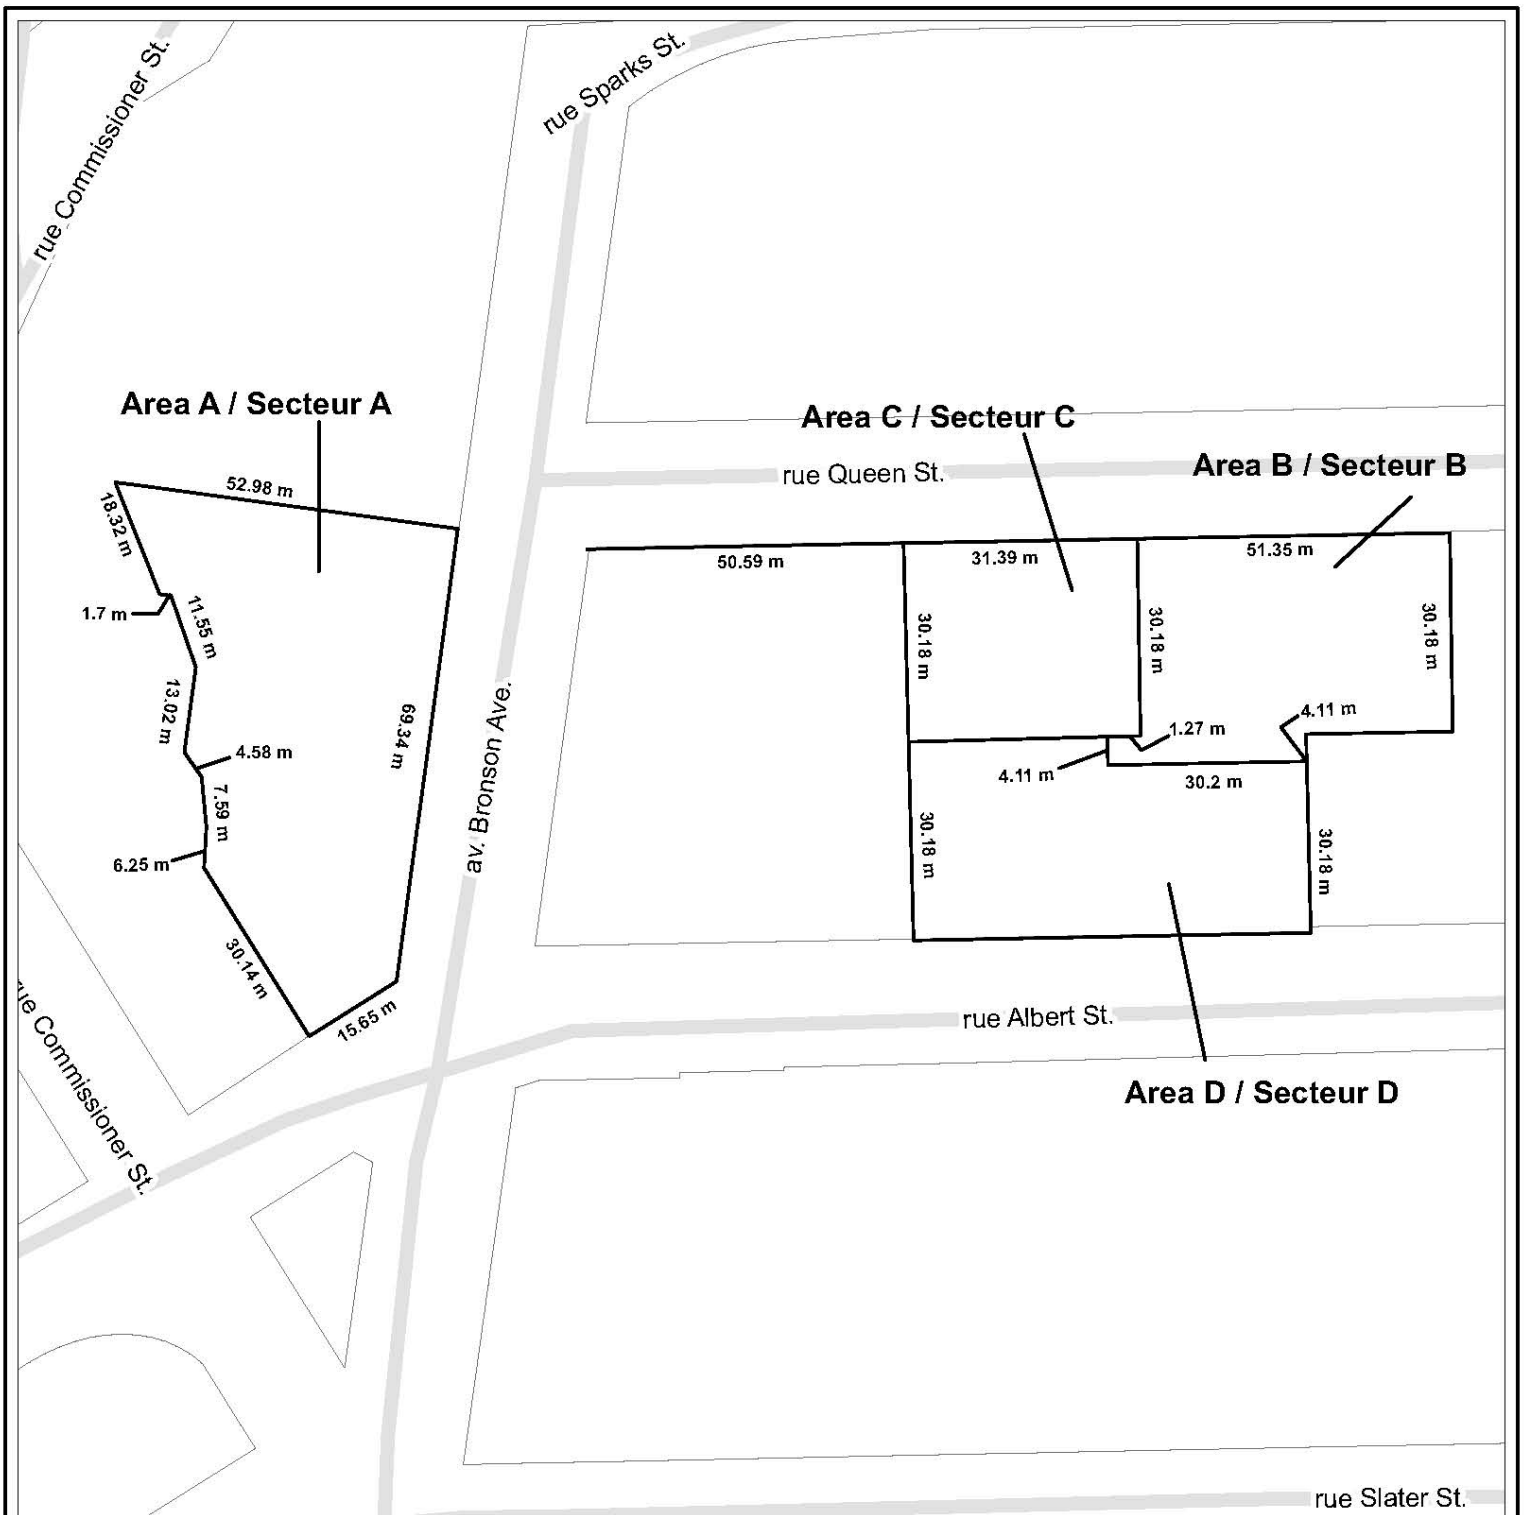 rue Commissioner St.
rue Sparks St.
Area A / Secteur A
Area C / Secteur C
Area B / Secteur B
rue Queen St.
52.98 m
18.32 m
50.59 m
31.39 m
51.35 m
1.7 m
11.55 m
30.18 m
30.18 m
30.18 m
13.02 m
69.34 m
4.11 m
1.27 m
4.58 m
4.11 m
30.2 m
7.59 m
av. Bronson Ave.
6.25 m
30.18 m
30.18 m
30.14 m
15.65 m
rue Albert St.
rue Commissioner St.
Area D / Secteur D
rue Slater St.